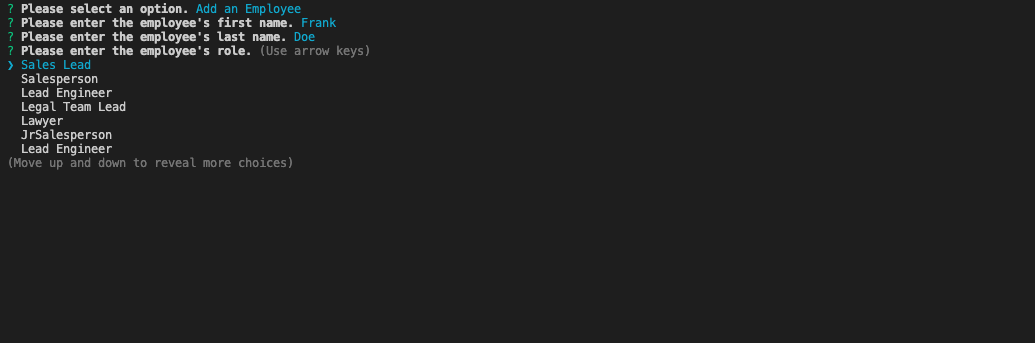 ? Please select an option. Add an Employee
? Please enter the employee's first name. Frank
? Please enter the employee's last name. Doe
? Please enter the employee's role. (Use arrow keys)
❯ Sales Lead
Salesperson
Lead Engineer
Legal Team Lead
Lawyer
JrSalesperson
Lead Engineer
(Move up and down to reveal more choices)